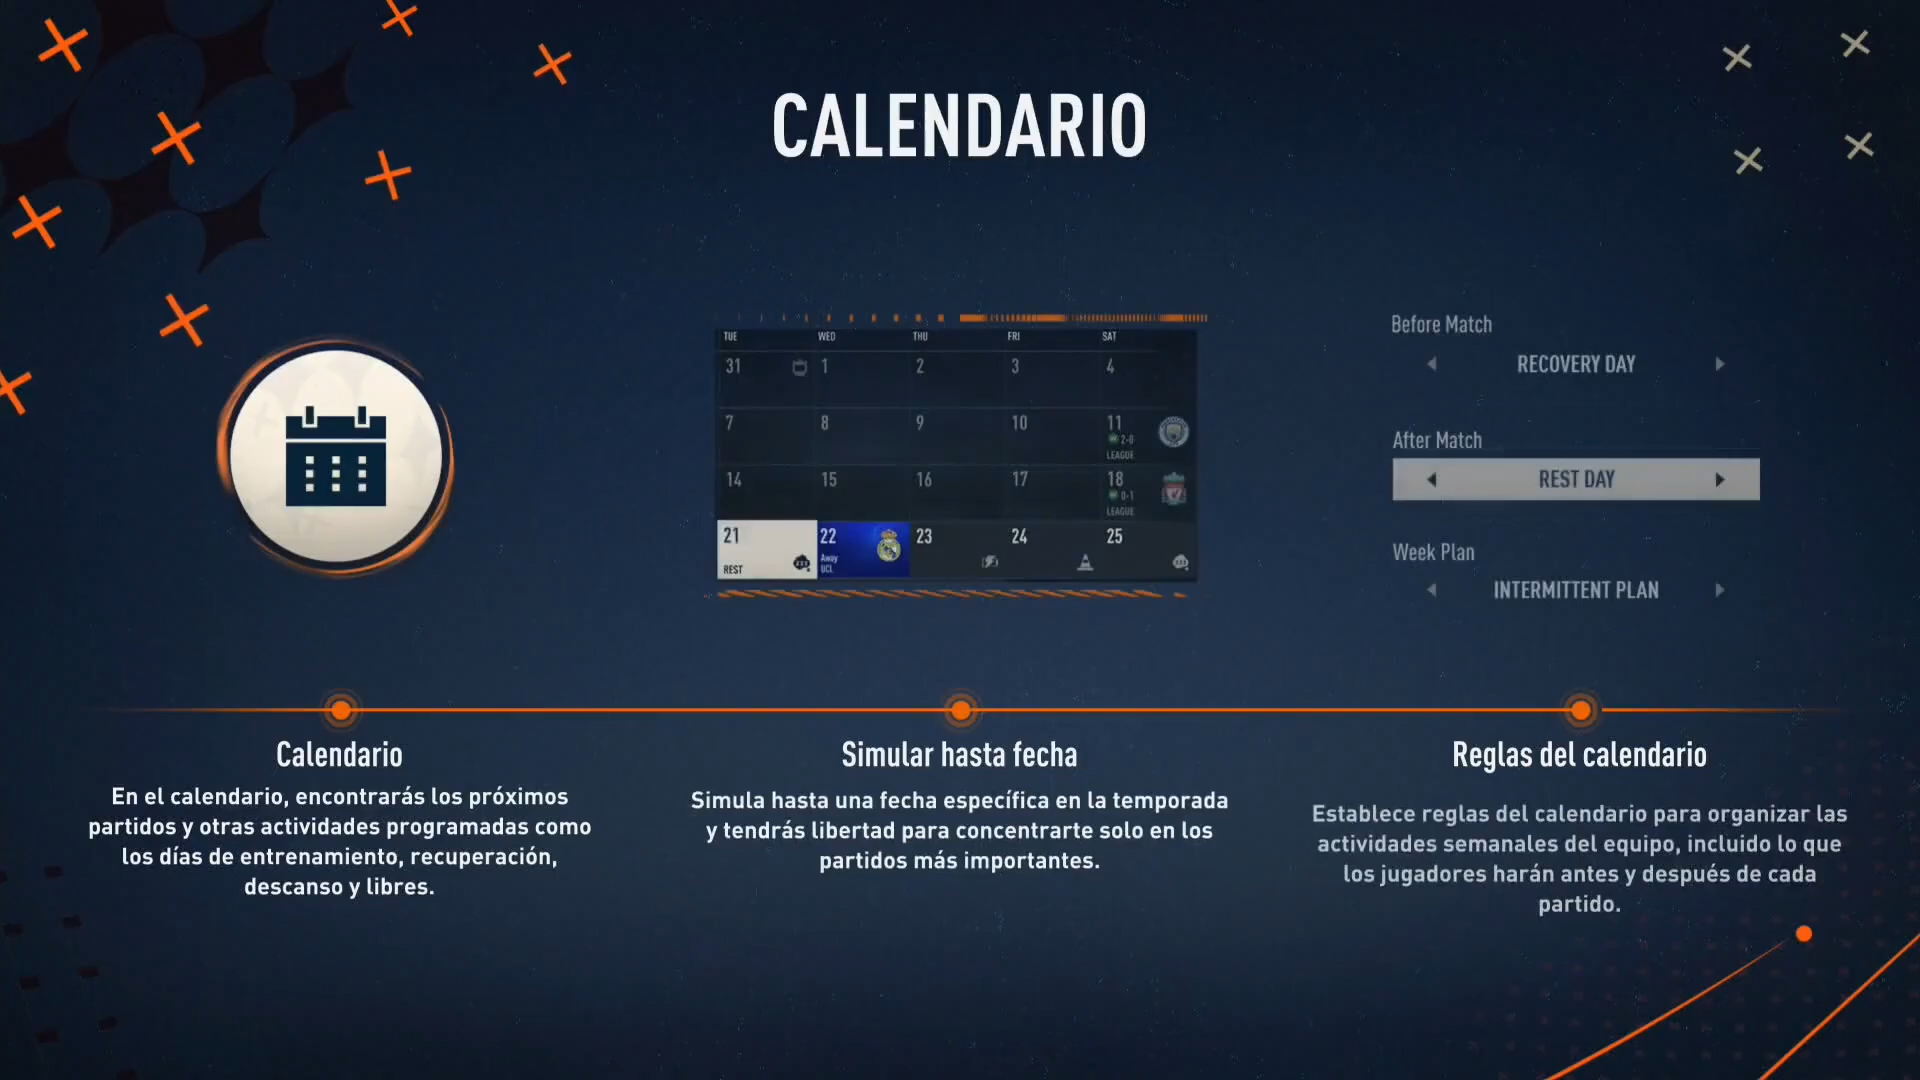 CALENDARIO
TUE WED THU FRI SAT
31 1 2 3 4
7 8 9 10 11
2-0
LEAGUE
14 15 16 17 18
0-1
LEAGUE
21 22 23 24 25
Away
UCL
REST
Before Match
RECOVERY DAY
After Match
REST DAY
Week Plan
INTERMITTENT PLAN
Calendario
En el calendario, encontrarás los próximos
partidos y otras actividades programadas como
los días de entrenamiento, recuperación,
descanso y libres.
Simular hasta fecha
Simula hasta una fecha específica en la temporada
y tendrás libertad para concentrarte solo en los
partidos más importantes.
Reglas del calendario
Establece reglas del calendario para organizar las
actividades semanales del equipo, incluido lo que
los jugadores harán antes y después de cada
partido.